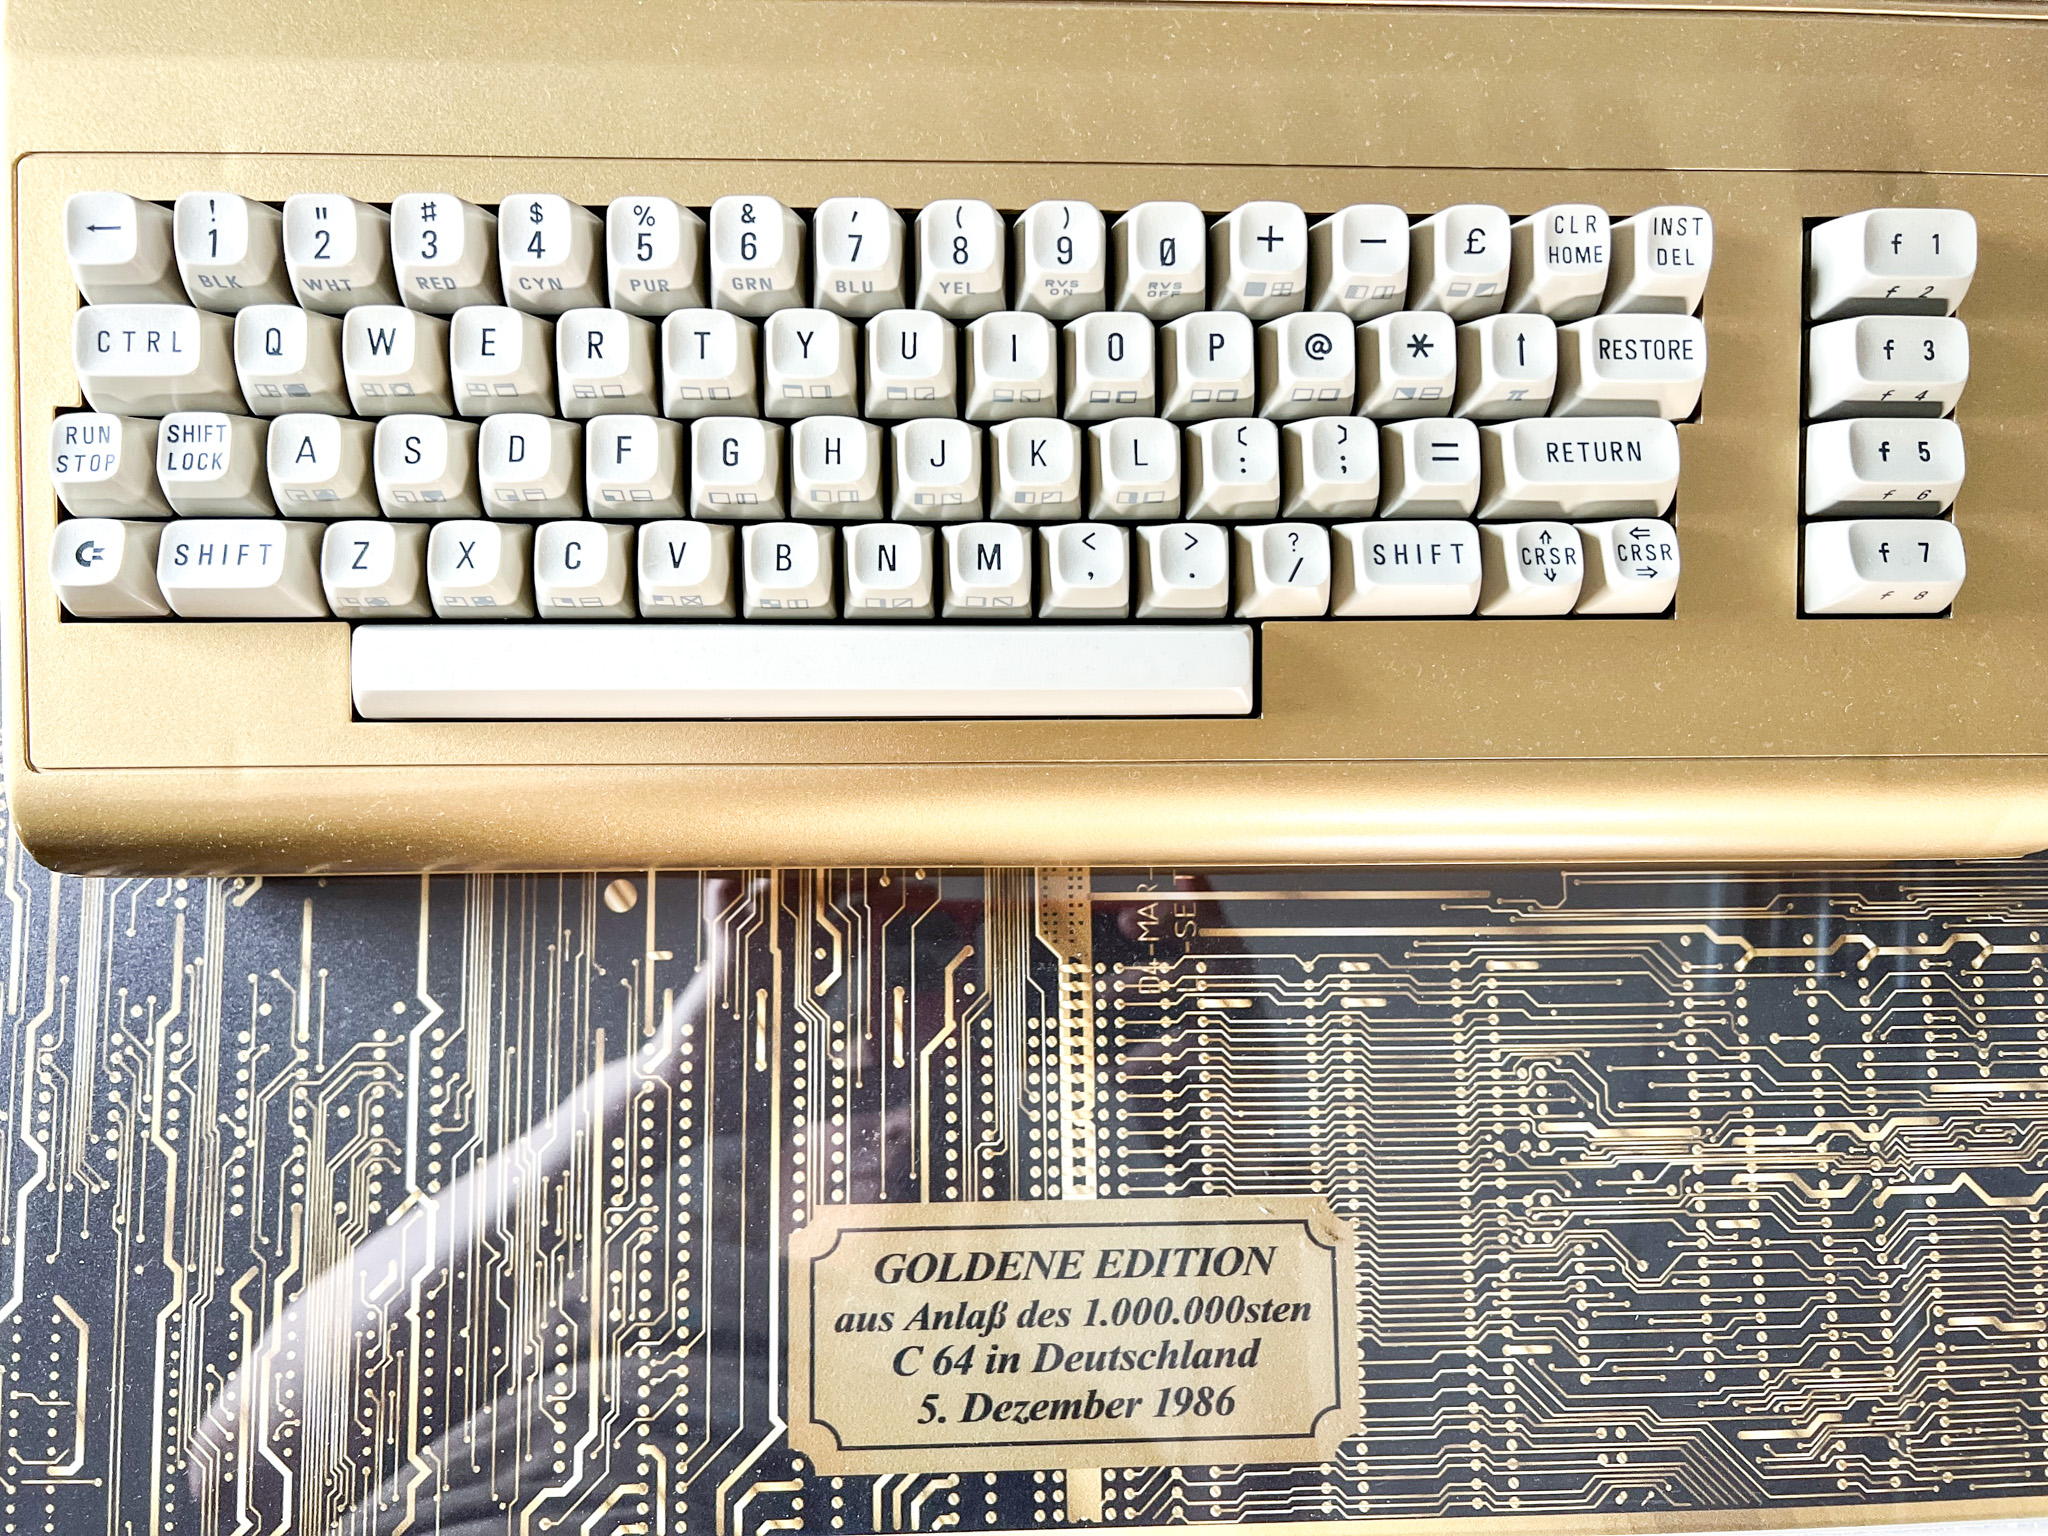 ← ! 1 BLK " 2 WHT # 3 RED $ 4 CYN % 5 PUR & 6 GRN ' 7 BLU ( 8 YEL ) 9 RVS ON 0 RVS OFF + - £ CLR HOME INST DEL f 1 f 2
CTRL Q W E R T Y U I O P @ * ↑ π RESTORE f 3 f 4
RUN STOP SHIFT LOCK A S D F G H J K L [ : ] ; = RETURN f 5 f 6
C= SHIFT Z X C V B N M < , > . ? / SHIFT ⇑ CRSR ⇓ ⇐ CRSR ⇒ f 7 f 8
GOLDENE EDITION
aus Anlaß des 1.000.000sten
C 64 in Deutschland
5. Dezember 1986